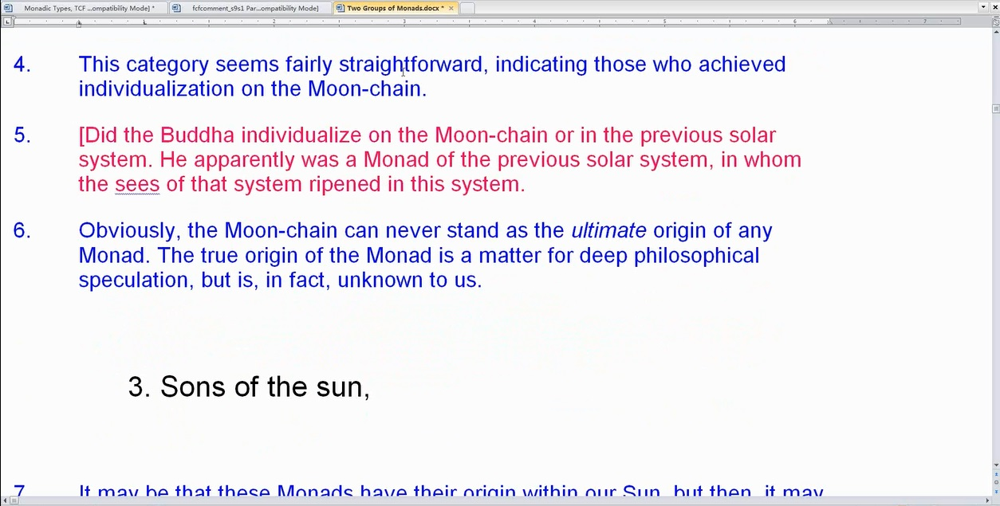 Monadic Types, TCF ...ompatibility Mode] *
fcfcomment_s9s1 Par...ompatibility Mode]
Two Groups of Monads.docx *
2 3 4 5 6 7
4. This category seems fairly straightforward, indicating those who achieved
individualization on the Moon-chain.
5. [Did the Buddha individualize on the Moon-chain or in the previous solar
system. He apparently was a Monad of the previous solar system, in whom
the sees of that system ripened in this system.
6. Obviously, the Moon-chain can never stand as the ultimate origin of any
Monad. The true origin of the Monad is a matter for deep philosophical
speculation, but is, in fact, unknown to us.
3. Sons of the sun,
7. It may be that these Monads have their origin within our Sun, but then, it may